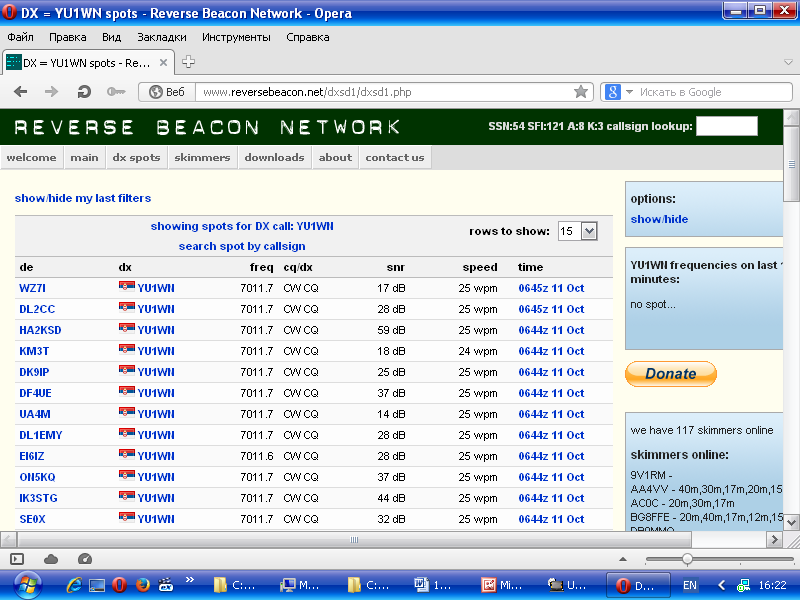 DX = YU1WN spots - Reverse Beacon Network - Opera
Файл Правка Вид Закладки Инструменты Справка
DX = YU1WN spots - Re...
Веб www.reversebeacon.net/dxsd1/dxsd1.php Искать в Google
REVERSE BEACON NETWORK SSN:54 SFI:121 A:8 K:3 callsign lookup:
welcome main dx spots skimmers downloads about contact us
show/hide my last filters
showing spots for DX call: YU1WN
search spot by callsign
rows to show: 15
de dx freq cq/dx snr speed time
WZ7I YU1WN 7011.7 CW CQ 17 dB 25 wpm 0645z 11 Oct
DL2CC YU1WN 7011.7 CW CQ 28 dB 25 wpm 0645z 11 Oct
HA2KSD YU1WN 7011.7 CW CQ 59 dB 25 wpm 0644z 11 Oct
KM3T YU1WN 7011.7 CW CQ 18 dB 24 wpm 0644z 11 Oct
DK9IP YU1WN 7011.7 CW CQ 25 dB 25 wpm 0644z 11 Oct
DF4UE YU1WN 7011.7 CW CQ 37 dB 25 wpm 0644z 11 Oct
UA4M YU1WN 7011.7 CW CQ 14 dB 25 wpm 0644z 11 Oct
DL1EMY YU1WN 7011.7 CW CQ 28 dB 25 wpm 0644z 11 Oct
EI6IZ YU1WN 7011.6 CW CQ 28 dB 25 wpm 0644z 11 Oct
ON5KQ YU1WN 7011.7 CW CQ 37 dB 25 wpm 0644z 11 Oct
IK3STG YU1WN 7011.7 CW CQ 44 dB 25 wpm 0644z 11 Oct
SE0X YU1WN 7011.7 CW CQ 32 dB 25 wpm 0644z 11 Oct
options:
show/hide
YU1WN frequencies on last
minutes:
no spot...
Donate
we have 117 skimmers online
skimmers online:
9V1RM -
AA4VV - 40m,30m,17m,20m,15
AC0C - 20m,30m,17m
BG8FFE - 20m,40m,17m,12m,15
C:... M... C:... W 1... Mi... U... D... EN 16:22